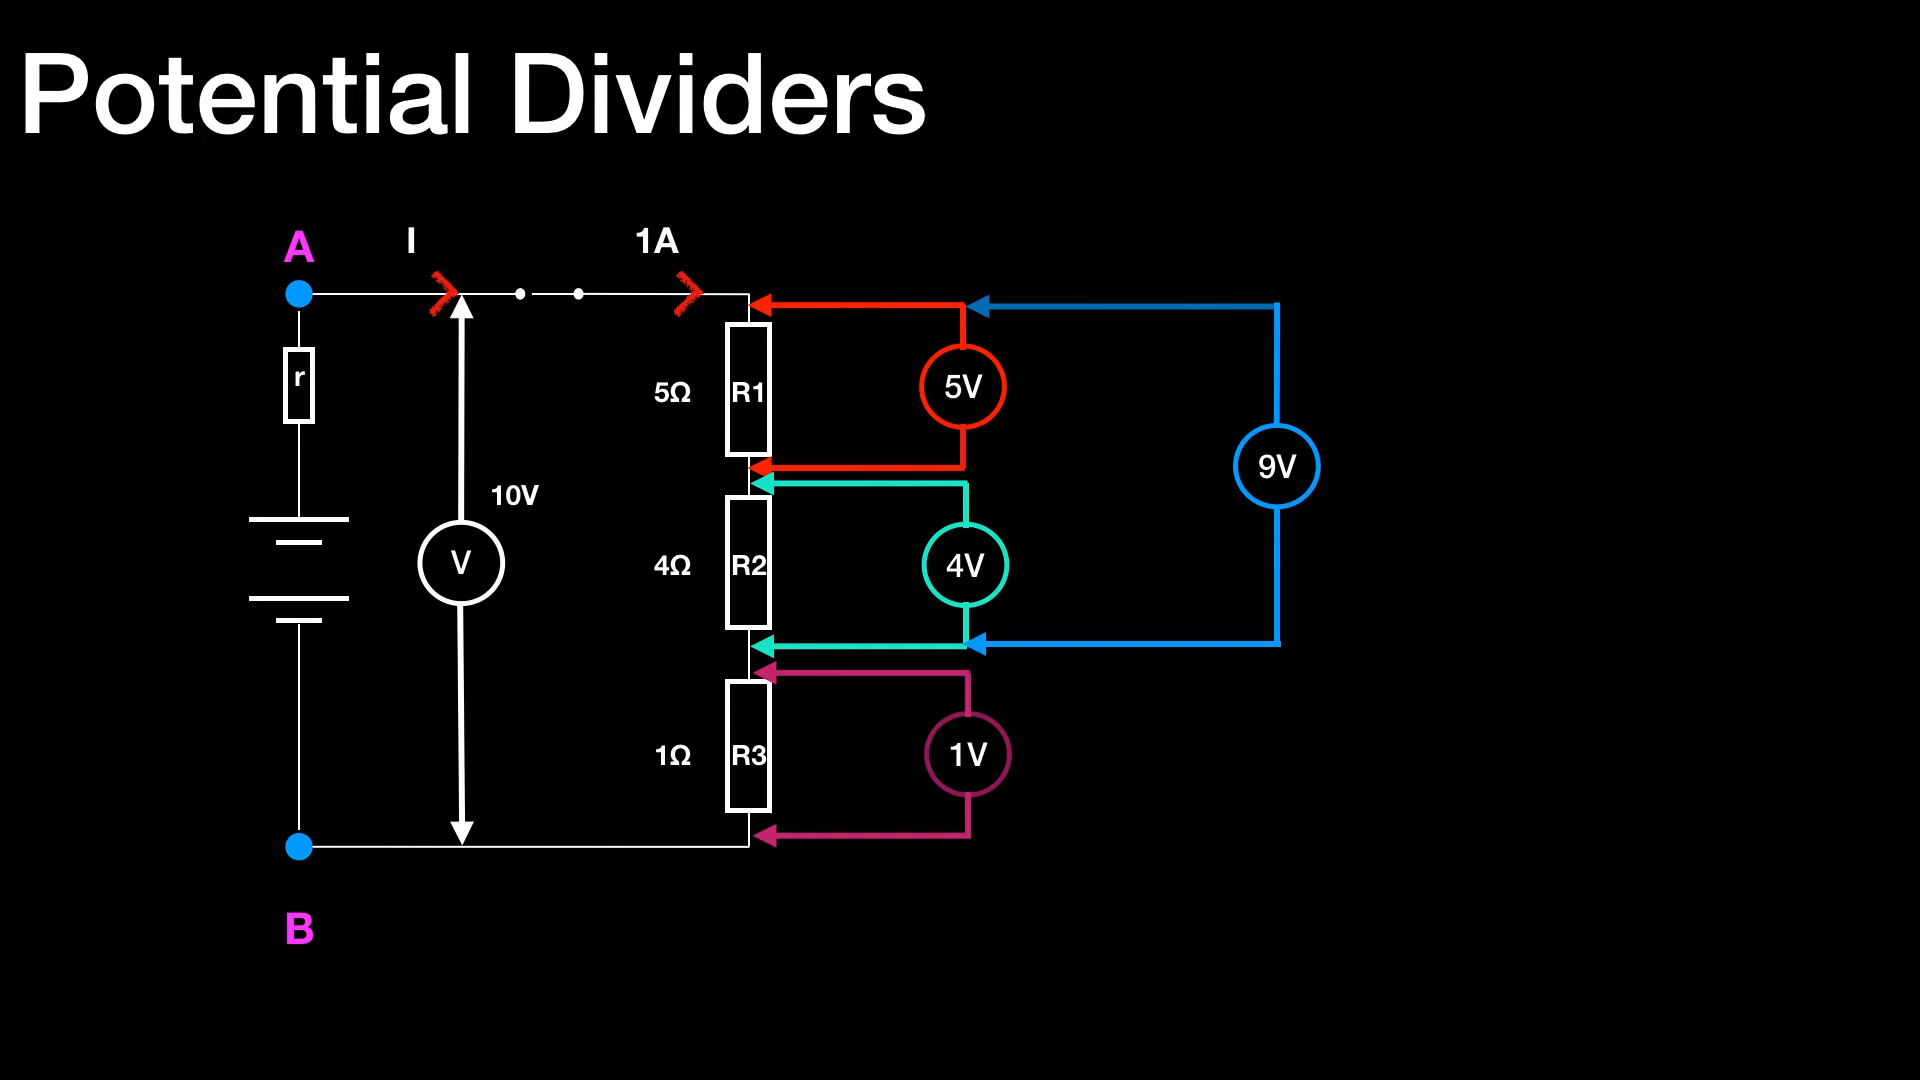 Potential Dividers
A
I
1A
r
5Ω
R1
5V
9V
10V
V
4Ω
R2
4V
1Ω
R3
1V
B